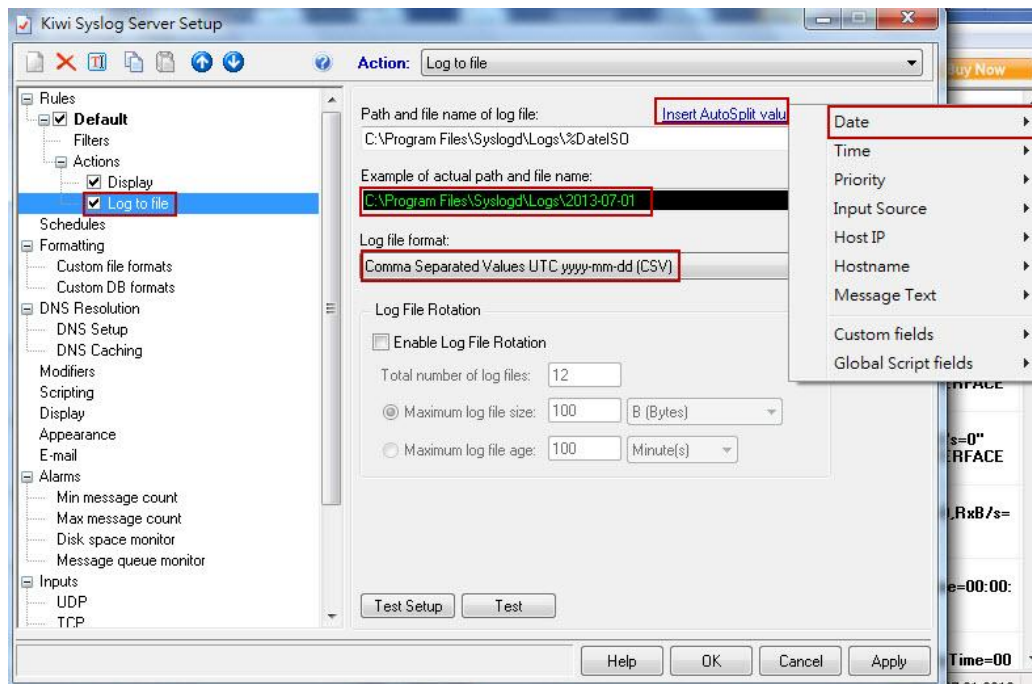 Kiwi Syslog Server Setup
Action: Log to file
Buy Now
Rules
Default
Filters
Actions
Display
Log to file
Schedules
Formatting
Custom file formats
Custom DB formats
DNS Resolution
DNS Setup
DNS Caching
Modifiers
Scripting
Display
Appearance
E-mail
Alarms
Min message count
Max message count
Disk space monitor
Message queue monitor
Inputs
UDP
TCP
Path and file name of log file:
Insert AutoSplit valu
C:\Program Files\Syslogd\Logs\%DateISO
Example of actual path and file name:
C:\Program Files\Syslogd\Logs\2013-07-01
Log file format:
Comma Separated Values UTC yyyy-mm-dd (CSV)
Log File Rotation
Enable Log File Rotation
Total number of log files: 12
Maximum log file size: 100 B (Bytes)
Maximum log file age: 100 Minute(s)
Test Setup Test
Help OK Cancel Apply
Date
Time
Priority
Input Source
Host IP
Hostname
Message Text
Custom fields
Global Script fields
's=0"
ERFACE
,RxB/s=
e=00:00:
Time=00